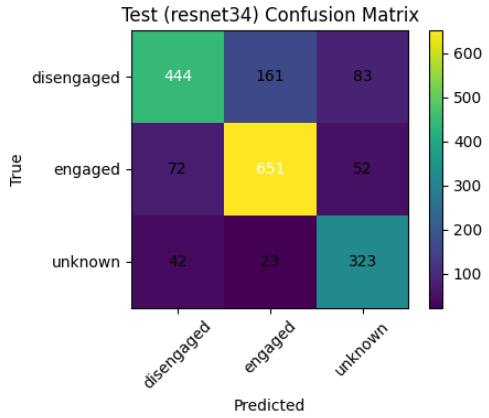 Test (resnet34) Confusion Matrix
disengaged 444 161 83
engaged 72 651 52
unknown 42 23 323
disengaged engaged unknown
Predicted
True
600
500
400
300
200
100